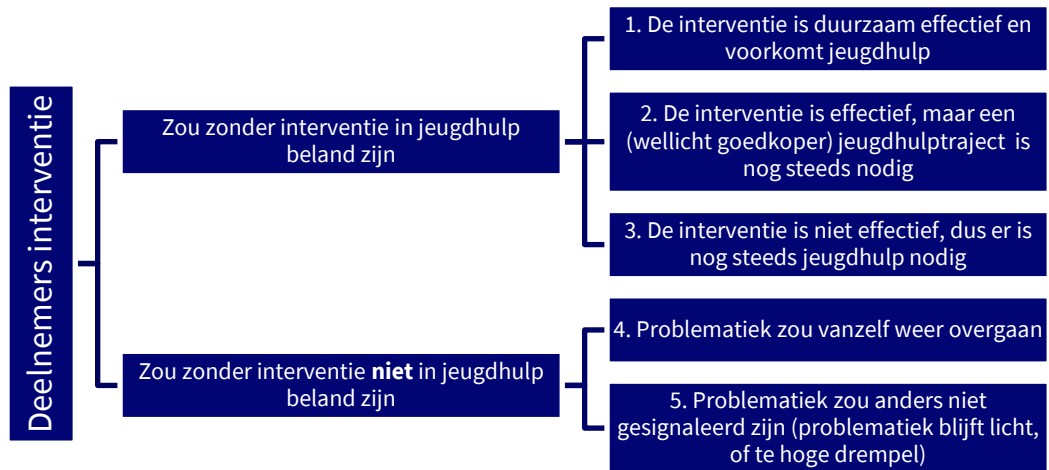 Deelnemers interventie
Zou zonder interventie in jeugdhulp
beland zijn
1. De interventie is duurzaam effectief en
voorkomt jeugdhulp
2. De interventie is effectief, maar een
(wellicht goedkoper) jeugdhulptraject is
nog steeds nodig
3. De interventie is niet effectief, dus er is
nog steeds jeugdhulp nodig
Zou zonder interventie niet in jeugdhulp
beland zijn
4. Problematiek zou vanzelf weer overgaan
5. Problematiek zou anders niet
gesignaleerd zijn (problematiek blijft licht,
of te hoge drempel)